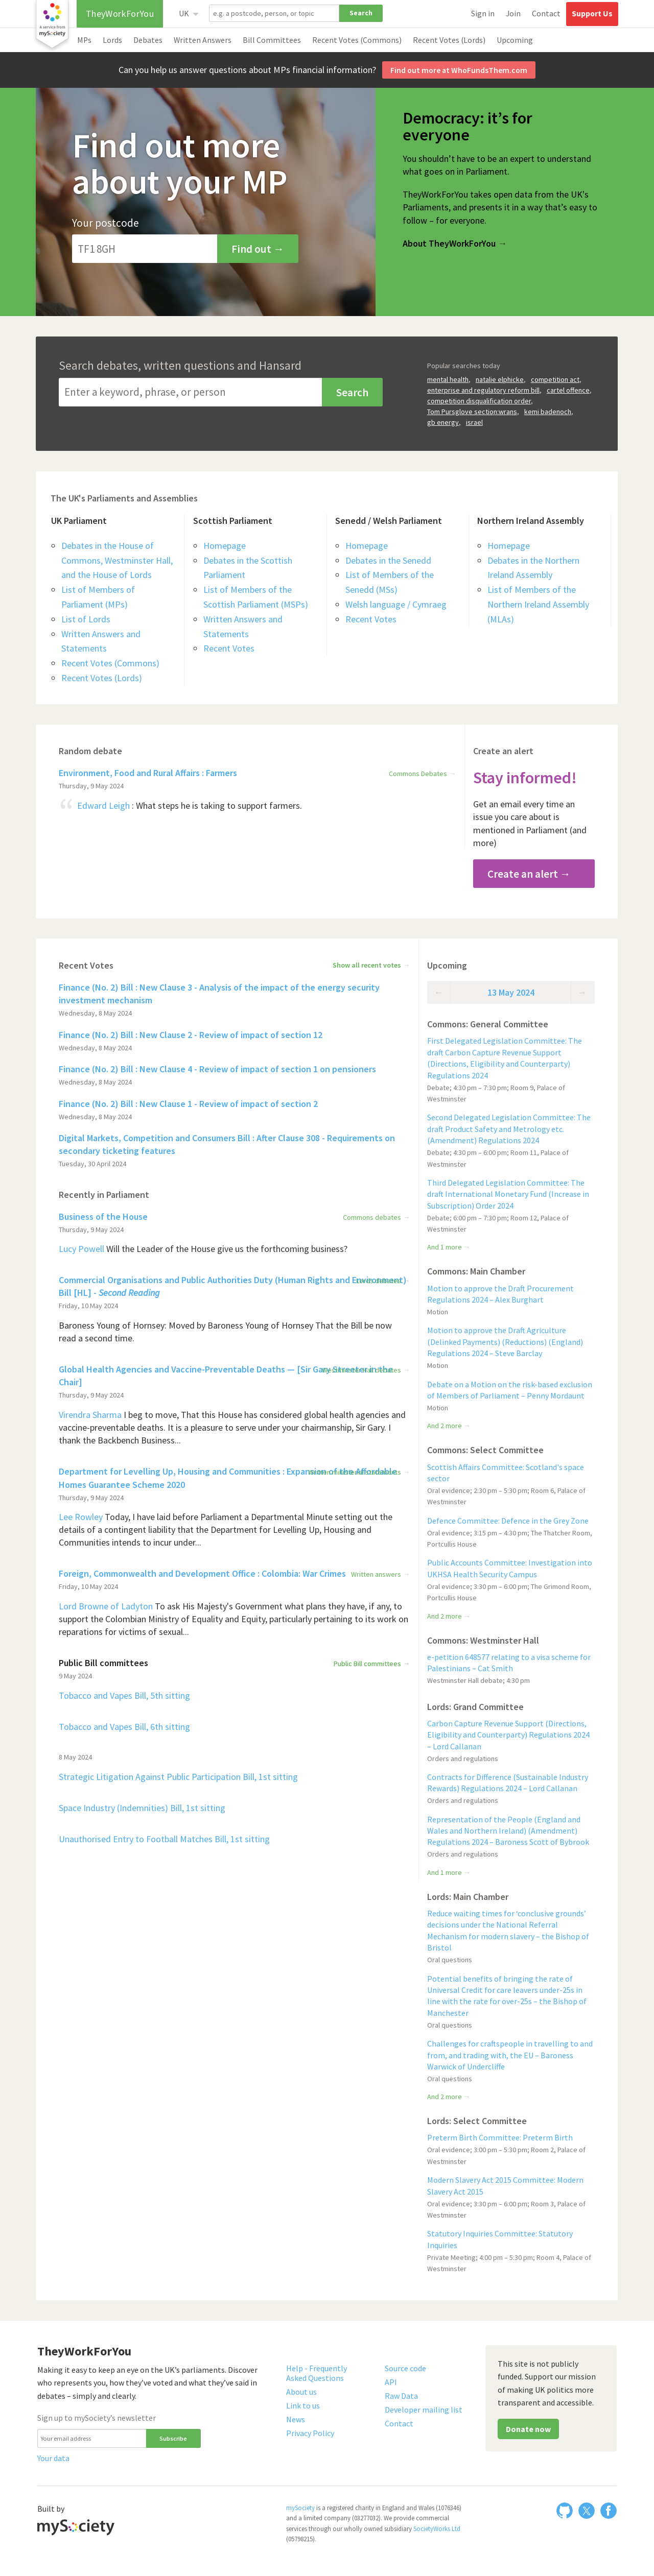 A service from
mySociety
TheyWorkForYou
UK
e.g. a postcode, person, or topic
Search
Sign in
Join
Contact
Support Us
MPs
Lords
Debates
Written Answers
Bill Committees
Recent Votes (Commons)
Recent Votes (Lords)
Upcoming
Can you help us answer questions about MPs financial information?
Find out more at WhoFundsThem.com
Find out more
about your MP
Your postcode
TF1 8GH
Find out →
Democracy: it's for
everyone
You shouldn't have to be an expert to understand
what goes on in Parliament.
TheyWorkForYou takes open data from the UK's
Parliaments, and presents it in a way that's easy to
follow – for everyone.
About TheyWorkForYou →
Search debates, written questions and Hansard
Enter a keyword, phrase, or person
Search
Popular searches today
mental health, natalie elphicke, competition act,
enterprise and regulatory reform bill, cartel offence,
competition disqualification order,
Tom Pursglove section:wrans, kemi badenoch,
gb energy, israel
The UK's Parliaments and Assemblies
UK Parliament
Debates in the House of
Commons, Westminster Hall,
and the House of Lords
List of Members of
Parliament (MPs)
List of Lords
Written Answers and
Statements
Recent Votes (Commons)
Recent Votes (Lords)
Scottish Parliament
Homepage
Debates in the Scottish
Parliament
List of Members of the
Scottish Parliament (MSPs)
Written Answers and
Statements
Recent Votes
Senedd / Welsh Parliament
Homepage
Debates in the Senedd
List of Members of the
Senedd (MSs)
Welsh language / Cymraeg
Recent Votes
Northern Ireland Assembly
Homepage
Debates in the Northern
Ireland Assembly
List of Members of the
Northern Ireland Assembly
(MLAs)
Random debate
Environment, Food and Rural Affairs : Farmers
Commons Debates →
Thursday, 9 May 2024
Edward Leigh : What steps he is taking to support farmers.
Create an alert
Stay informed!
Get an email every time an
issue you care about is
mentioned in Parliament (and
more)
Create an alert →
Recent Votes
Show all recent votes →
Finance (No. 2) Bill : New Clause 3 - Analysis of the impact of the energy security
investment mechanism
Wednesday, 8 May 2024
Finance (No. 2) Bill : New Clause 2 - Review of impact of section 12
Wednesday, 8 May 2024
Finance (No. 2) Bill : New Clause 4 - Review of impact of section 1 on pensioners
Wednesday, 8 May 2024
Finance (No. 2) Bill : New Clause 1 - Review of impact of section 2
Wednesday, 8 May 2024
Digital Markets, Competition and Consumers Bill : After Clause 308 - Requirements on
secondary ticketing features
Tuesday, 30 April 2024
Recently in Parliament
Business of the House
Commons debates →
Thursday, 9 May 2024
Lucy Powell Will the Leader of the House give us the forthcoming business?
Commercial Organisations and Public Authorities Duty (Human Rights and Environment)
Bill [HL] - Second Reading
Friday, 10 May 2024
Baroness Young of Hornsey: Moved by Baroness Young of Hornsey That the Bill be now
read a second time.
Global Health Agencies and Vaccine-Preventable Deaths — [Sir Gary Streeter in the
Chair]
Thursday, 9 May 2024
Virendra Sharma I beg to move, That this House has considered global health agencies and
vaccine-preventable deaths. It is a pleasure to serve under your chairmanship, Sir Gary. I
thank the Backbench Business...
Department for Levelling Up, Housing and Communities : Expansion of the Affordable
Homes Guarantee Scheme 2020
Thursday, 9 May 2024
Lee Rowley Today, I have laid before Parliament a Departmental Minute setting out the
details of a contingent liability that the Department for Levelling Up, Housing and
Communities intends to incur under...
Foreign, Commonwealth and Development Office : Colombia: War Crimes
Written answers →
Friday, 10 May 2024
Lord Browne of Ladyton To ask His Majesty's Government what plans they have, if any, to
support the Colombian Ministry of Equality and Equity, particularly pertaining to its work on
reparations for victims of sexual...
Public Bill committees
Public Bill committees →
9 May 2024
Tobacco and Vapes Bill, 5th sitting
Tobacco and Vapes Bill, 6th sitting
8 May 2024
Strategic Litigation Against Public Participation Bill, 1st sitting
Space Industry (Indemnities) Bill, 1st sitting
Unauthorised Entry to Football Matches Bill, 1st sitting
Upcoming
← 13 May 2024 →
Commons: General Committee
First Delegated Legislation Committee: The
draft Carbon Capture Revenue Support
(Directions, Eligibility and Counterparty)
Regulations 2024
Debate; 4:30 pm – 7:30 pm; Room 9, Palace of
Westminster
Second Delegated Legislation Committee: The
draft Product Safety and Metrology etc.
(Amendment) Regulations 2024
Debate; 4:30 pm – 6:00 pm; Room 11, Palace of
Westminster
Third Delegated Legislation Committee: The
draft International Monetary Fund (Increase in
Subscription) Order 2024
Debate; 6:00 pm – 7:30 pm; Room 12, Palace of
Westminster
And 1 more →
Commons: Main Chamber
Motion to approve the Draft Procurement
Regulations 2024 – Alex Burghart
Motion
Motion to approve the Draft Agriculture
(Delinked Payments) (Reductions) (England)
Regulations 2024 – Steve Barclay
Motion
Debate on a Motion on the risk-based exclusion
of Members of Parliament – Penny Mordaunt
Motion
And 2 more →
Commons: Select Committee
Scottish Affairs Committee: Scotland's space
sector
Oral evidence; 2:30 pm – 5:30 pm; Room 6, Palace of
Westminster
Defence Committee: Defence in the Grey Zone
Oral evidence; 3:15 pm – 4:30 pm; The Thatcher Room,
Portcullis House
Public Accounts Committee: Investigation into
UKHSA Health Security Campus
Oral evidence; 3:30 pm – 6:00 pm; The Grimond Room,
Portcullis House
And 2 more →
Commons: Westminster Hall
e-petition 648577 relating to a visa scheme for
Palestinians – Cat Smith
Westminster Hall debate; 4:30 pm
Lords: Grand Committee
Carbon Capture Revenue Support (Directions,
Eligibility and Counterparty) Regulations 2024
– Lord Callanan
Orders and regulations
Contracts for Difference (Sustainable Industry
Rewards) Regulations 2024 – Lord Callanan
Orders and regulations
Representation of the People (England and
Wales and Northern Ireland) (Amendment)
Regulations 2024 – Baroness Scott of Bybrook
Orders and regulations
And 1 more →
Lords: Main Chamber
Reduce waiting times for 'conclusive grounds'
decisions under the National Referral
Mechanism for modern slavery – the Bishop of
Bristol
Oral questions
Potential benefits of bringing the rate of
Universal Credit for care leavers under-25s in
line with the rate for over-25s – the Bishop of
Manchester
Oral questions
Challenges for craftspeople in travelling to and
from, and trading with, the EU – Baroness
Warwick of Undercliffe
Oral questions
And 2 more →
Lords: Select Committee
Preterm Birth Committee: Preterm Birth
Oral evidence; 3:00 pm – 5:30 pm; Room 2, Palace of
Westminster
Modern Slavery Act 2015 Committee: Modern
Slavery Act 2015
Oral evidence; 3:30 pm – 6:00 pm; Room 3, Palace of
Westminster
Statutory Inquiries Committee: Statutory
Inquiries
Private Meeting; 4:00 pm – 5:30 pm; Room 4, Palace of
Westminster
TheyWorkForYou
Making it easy to keep an eye on the UK's parliaments. Discover
who represents you, how they've voted and what they've said in
debates – simply and clearly.
Sign up to mySociety's newsletter
Your email address
Subscribe
Your data
Help - Frequently
Asked Questions
About us
Link to us
News
Privacy Policy
Source code
API
Raw Data
Developer mailing list
Contact
This site is not publicly
funded. Support our mission
of making UK politics more
transparent and accessible.
Donate now
Built by
mySociety
mySociety is a registered charity in England and Wales (1076346)
and a limited company (03277032). We provide commercial
services through our wholly owned subsidiary SocietyWorks Ltd
(05798215).